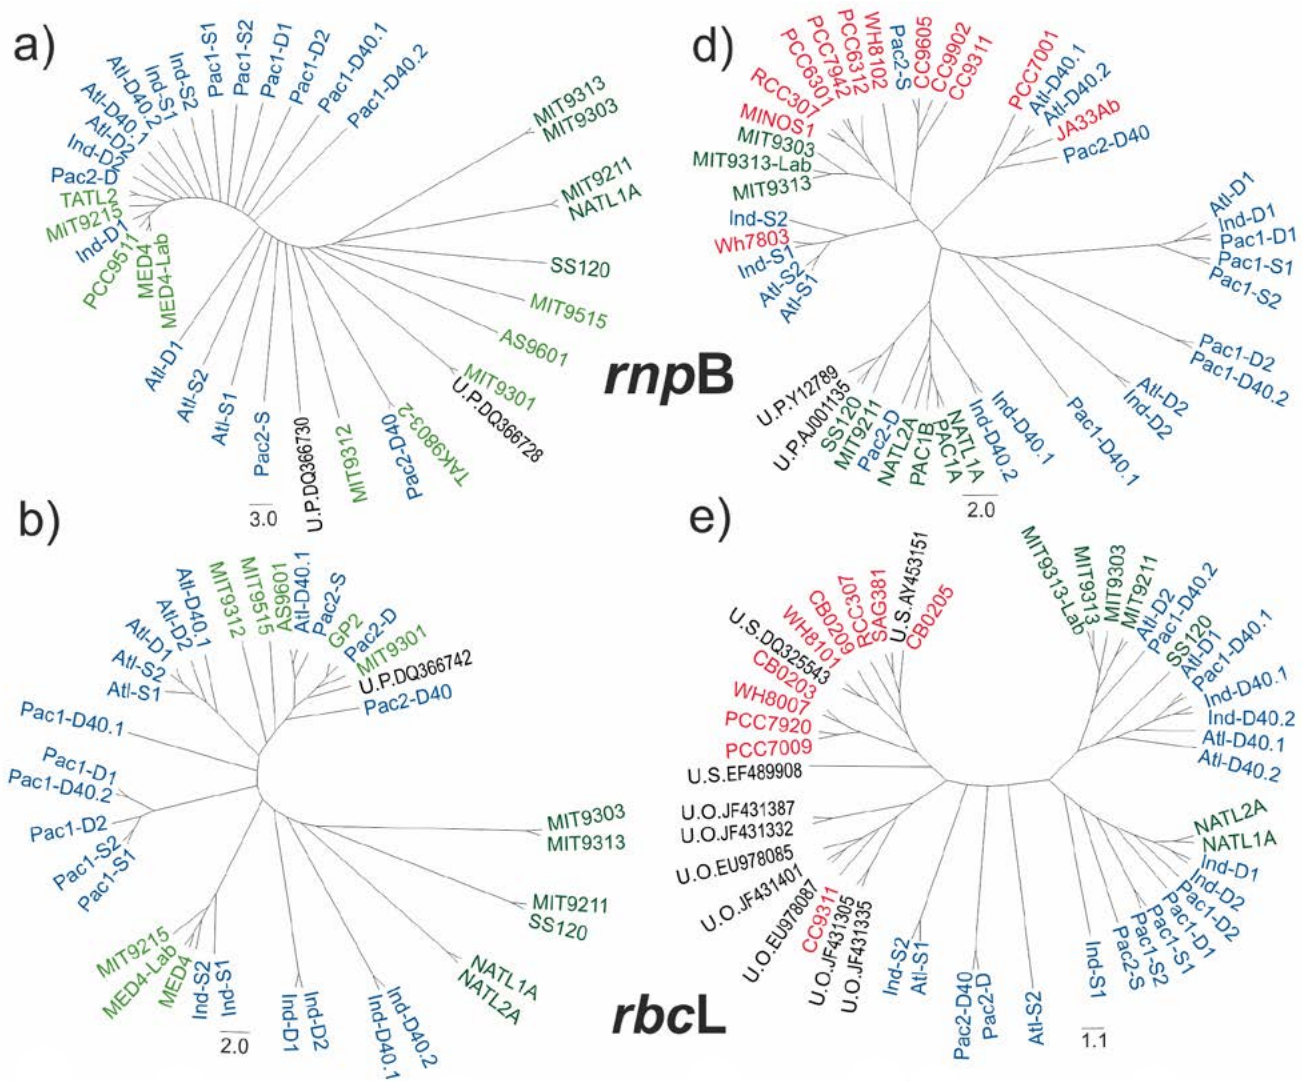 a)
Pac2-D
Ind-D2
Atl-D2
Atl-D40.1
Atl-D40.2
Ind-S1
Ind-S2
Pac1-S1
Pac1-S2
Pac1-D1
Pac1-D2
Pac1-D40.1
Pac1-D40.2
MIT9313
MIT9303
MIT9211
NATL1A
SS120
MIT9515
AS9601
MIT9301
U.P.DQ366728
TAK9803-2
Pac2-D40
MIT9312
U.P.DQ366730
Pac2-S
Atl-S1
Atl-S2
Atl-D1
MED4-Lab
MED4
PCC9511
Ind-D1
MIT9215
TATL2
3.0
d)
MIT9313
MIT9313-Lab
MIT9303
MINOS1
RCC307
PCC6301
PCC7942
PCC6312
WH8102
Pac2-S
CC9605
CC9902
CC9311
PCC7001
Atl-D40.1
Atl-D40.2
JA33Ab
Pac2-D40
Atl-D1
Ind-D1
Pac1-D1
Pac1-S1
Pac1-S2
Pac1-D2
Pac1-D40.2
Atl-D2
Ind-D2
Pac1-D40.1
Ind-D40.1
Ind-D40.2
NATL1A
PAC1A
PAC1B
NATL2A
Pac2-D
MIT9211
SS120
U.P.AJ001135
U.P.Y12789
Atl-S1
Atl-S2
Ind-S1
Wh7803
Ind-S2
2.0
rnpB
b)
Pac1-D40.1
Atl-S1
Atl-S2
Atl-D1
Atl-D2
Atl-D40.1
MIT9312
MIT9515
AS9601
Atl-D40.1
Pac2-S
GP2
Pac2-D
MIT9301
U.P.DQ366742
Pac2-D40
MIT9303
MIT9313
MIT9211
SS120
NATL1A
NATL2A
Ind-D40.2
Ind-D40.1
Ind-D2
Ind-D1
Ind-S1
Ind-S2
MED4
MED4-Lab
MIT9215
Pac1-S1
Pac1-S2
Pac1-D2
Pac1-D40.2
Pac1-D1
2.0
e)
U.S.EF489908
PCC7009
PCC7920
WH8007
CB0203
U.S.DQ325543
WH8101
CB0209
RCC307
SAG381
U.S.AY453151
CB0205
MIT9313-Lab
MIT9313
MIT9303
MIT9211
Atl-D2
Pac1-D40.2
SS120
Atl-D1
Pac1-D40.1
Ind-D40.1
Ind-D40.2
Atl-D40.1
Atl-D40.2
NATL2A
NATL1A
Ind-D1
Ind-D2
Pac1-D2
Pac1-D1
Pac1-S1
Pac1-S2
Pac2-S
Ind-S1
Atl-S2
Pac2-D
Pac2-D40
Atl-S1
Ind-S2
U.O.JF431335
U.O.JF431305
CC9311
U.O.EU978087
U.O.JF431401
U.O.EU978085
U.O.JF431332
U.O.JF431387
1.1
rbcL